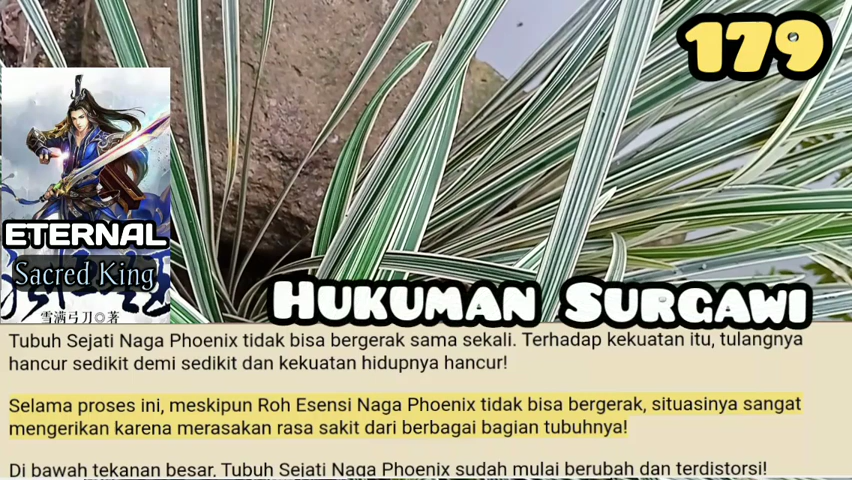 179
ETERNAL
Sacred King
雪满弓刀◎著
HUKUMAN SURGAWI
Tubuh Sejati Naga Phoenix tidak bisa bergerak sama sekali. Terhadap kekuatan itu, tulangnya
hancur sedikit demi sedikit dan kekuatan hidupnya hancur!
Selama proses ini, meskipun Roh Esensi Naga Phoenix tidak bisa bergerak, situasinya sangat
mengerikan karena merasakan rasa sakit dari berbagai bagian tubuhnya!
Di bawah tekanan besar, Tubuh Sejati Naga Phoenix sudah mulai berubah dan terdistorsi!